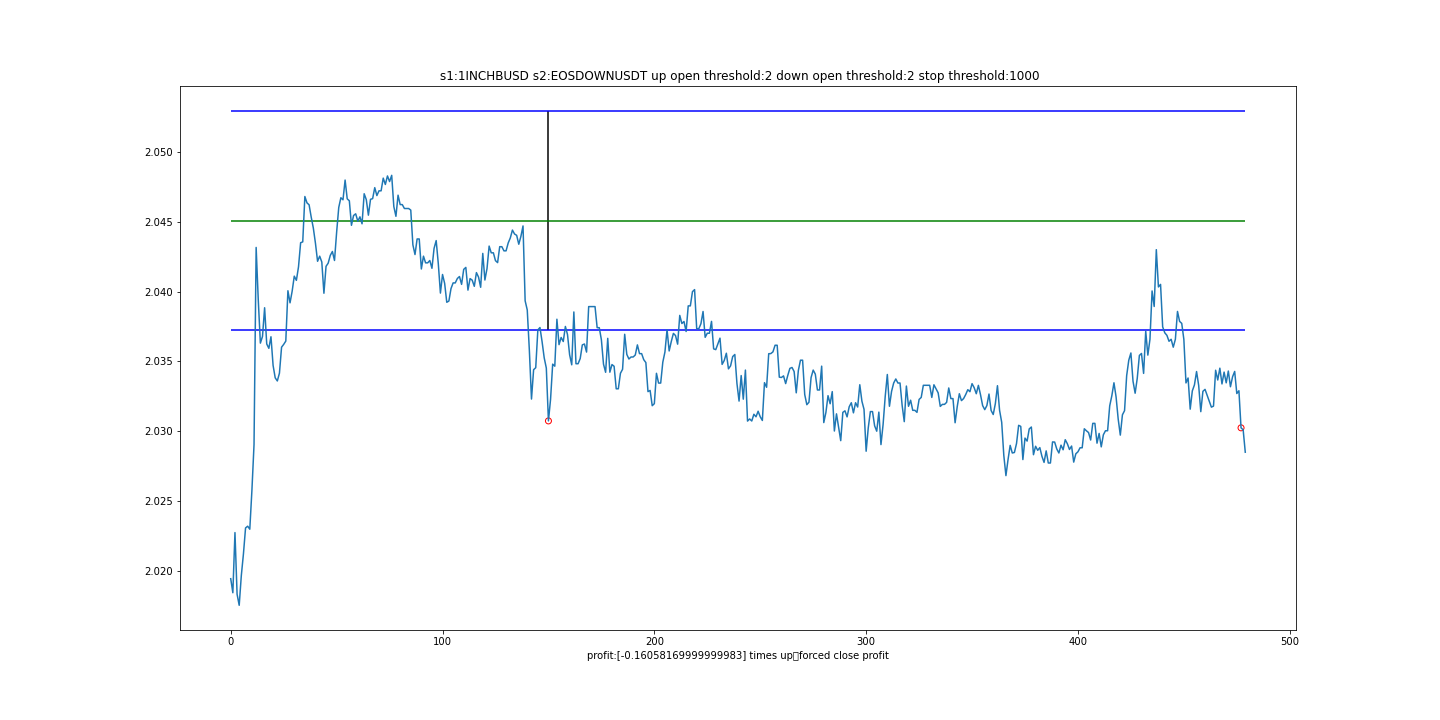 s1:1INCHBUSD s2:EOSDOWNUSDT up open threshold:2 down open threshold:2 stop threshold:1000
2.050
2.045
2.040
2.035
2.030
2.025
2.020
0 100 200 300 400 500
profit:[-0.16058169999999983] times up▯forced close profit